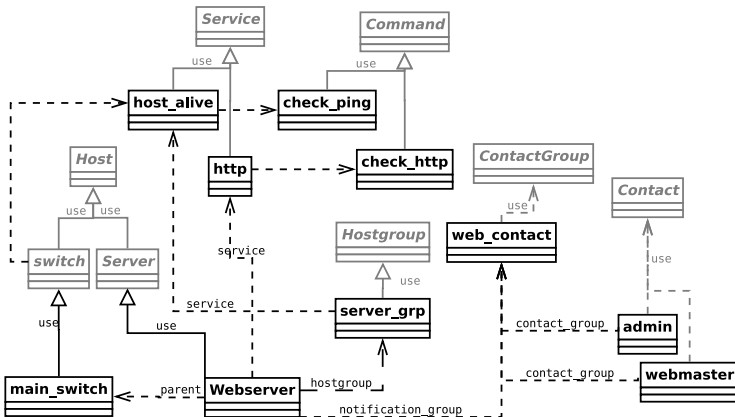 Service
Command
use
use
host_alive
check_ping
Host
http
check_http
ContactGroup
Contact
use
use
use
switch
Server
service
Hostgroup
web_contact
use
use
service
server_grp
use
use
contact_group
admin
main_switch
parent
Webserver
hostgroup
contact_group
webmaster
notification_group